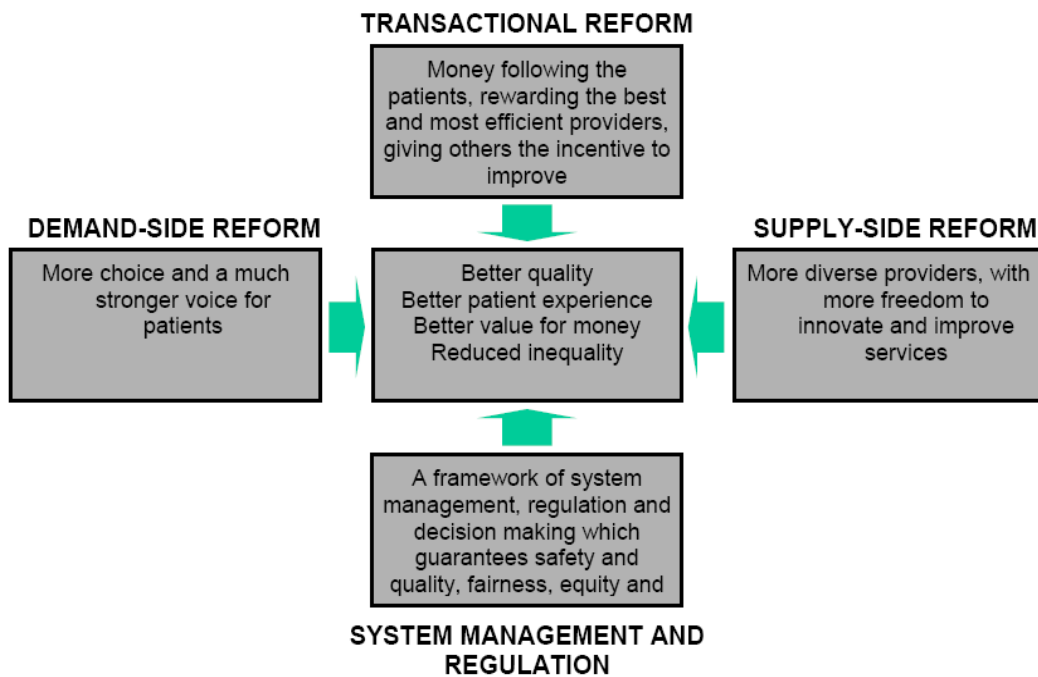 TRANSACTIONAL REFORM
Money following the
patients, rewarding the best
and most efficient providers,
giving others the incentive to
improve
DEMAND-SIDE REFORM
More choice and a much
stronger voice for
patients
Better quality
Better patient experience
Better value for money
Reduced inequality
SUPPLY-SIDE REFORM
More diverse providers, with
more freedom to
innovate and improve
services
A framework of system
management, regulation and
decision making which
guarantees safety and
quality, fairness, equity and
SYSTEM MANAGEMENT AND
REGULATION